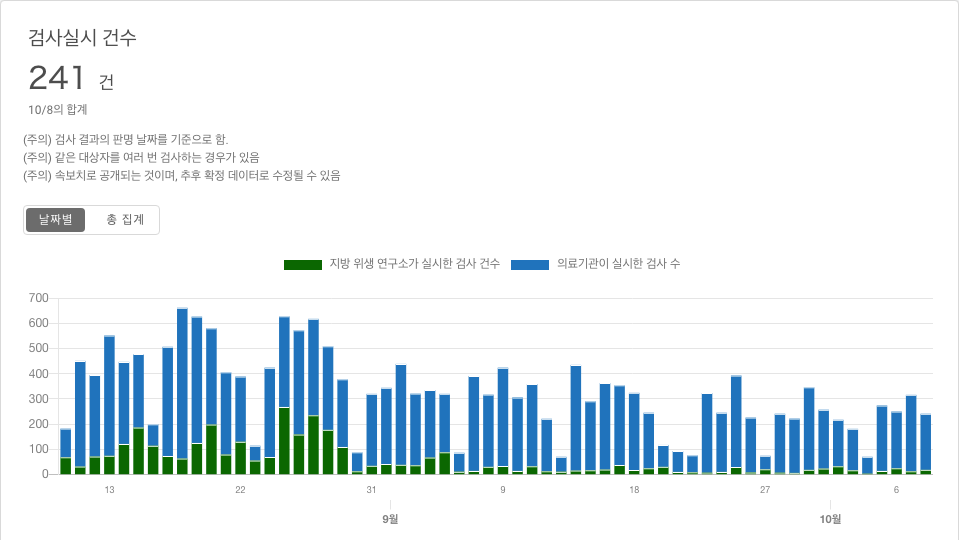 검사실시 건수
241 건
10/8의 합계
(주의) 검사 결과의 판명 날짜를 기준으로 함.
(주의) 같은 대상자를 여러 번 검사하는 경우가 있음
(주의) 속보치로 공개되는 것이며, 추후 확정 데이터로 수정될 수 있음
날짜별 총 집계
지방 위생 연구소가 실시한 검사 건수 의료기관이 실시한 검사 수
700
600
500
400
300
200
100
0
13 22 31 9 18 27 6
9월 10월